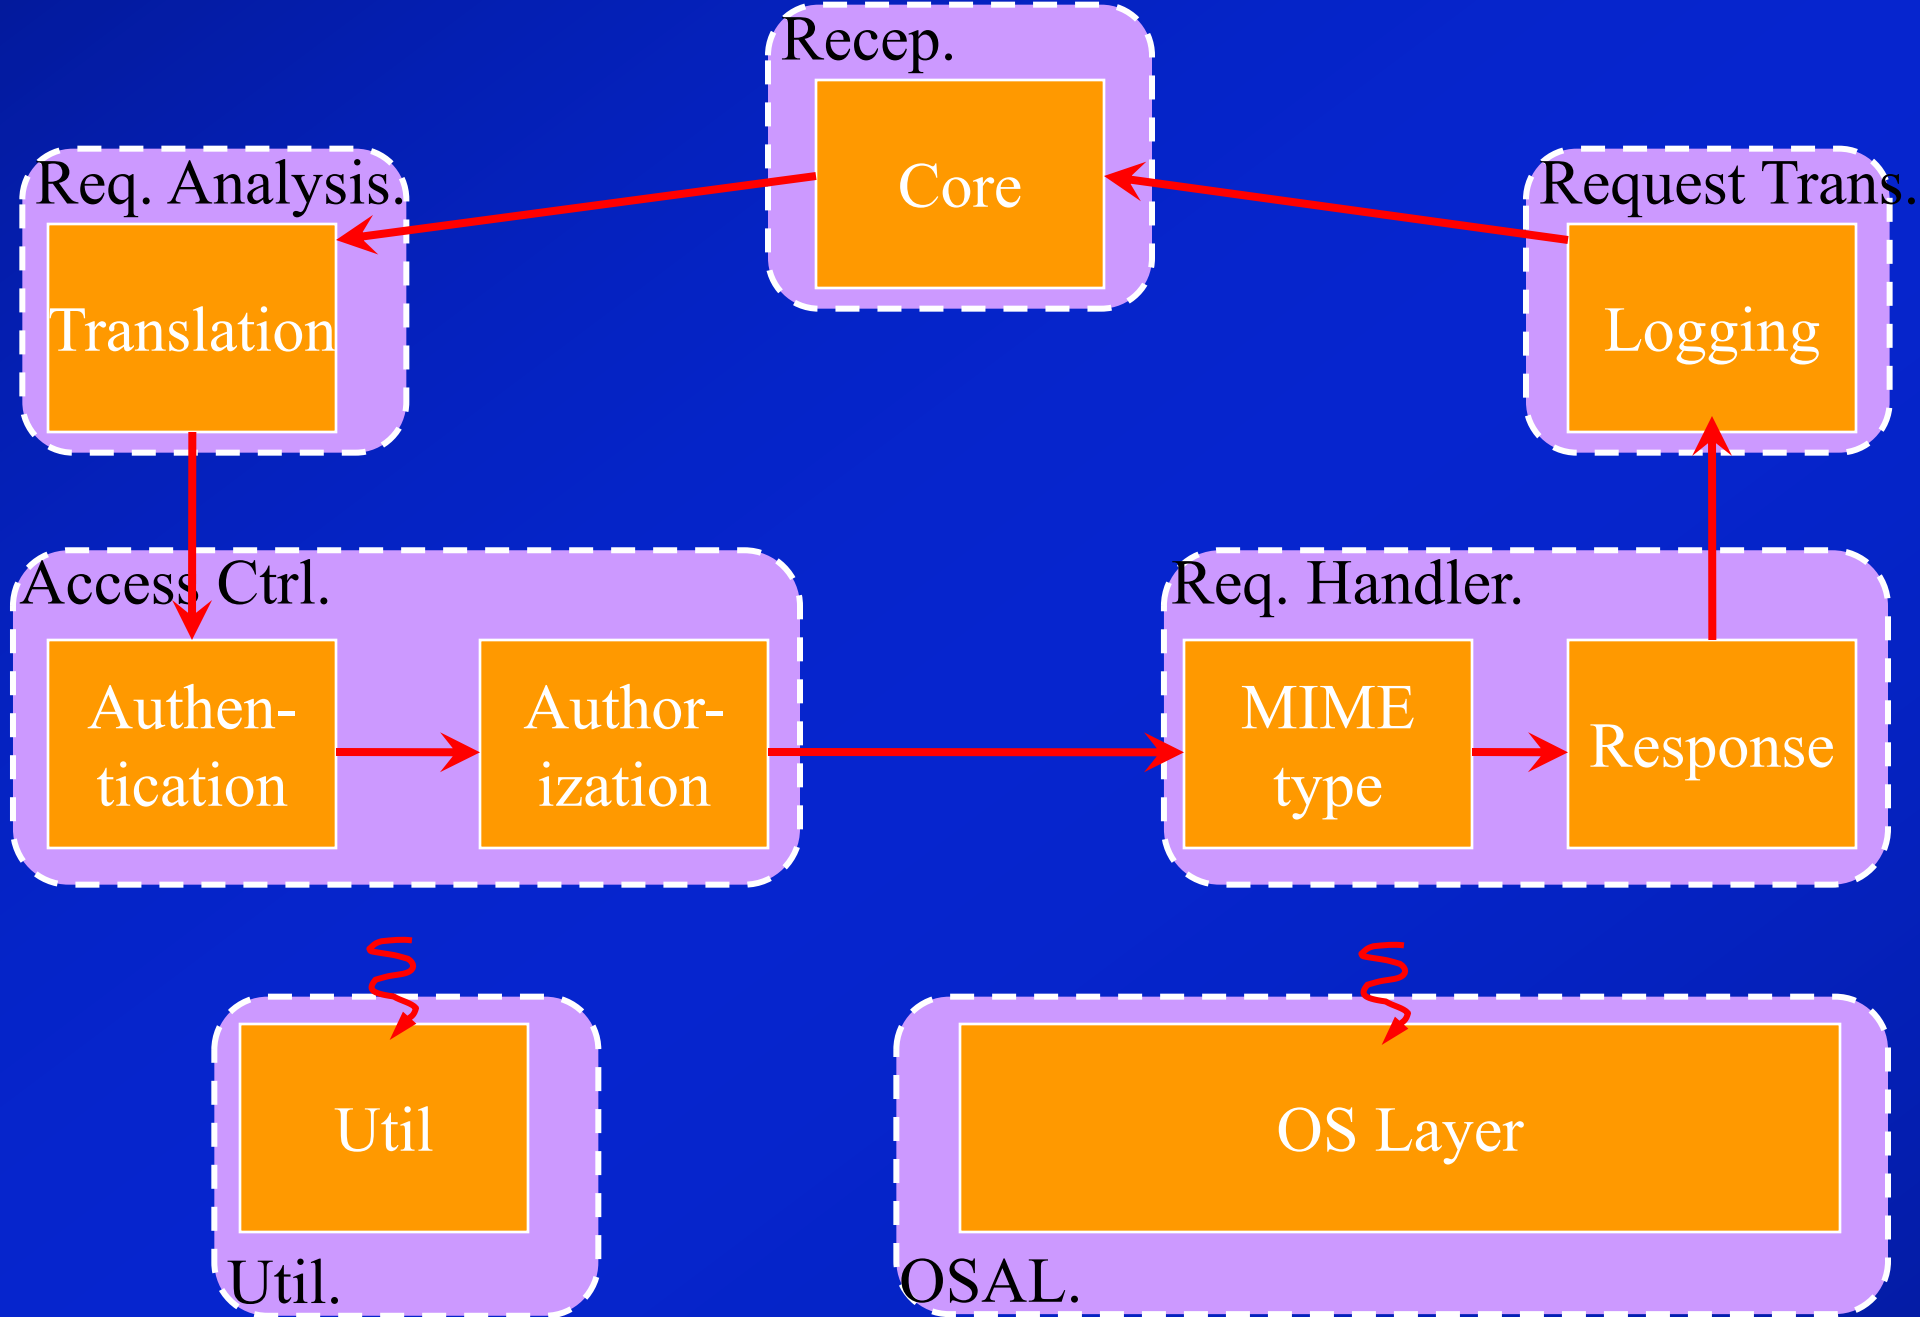 Recep.
Core
Req. Analysis.
Translation
Request Trans.
Logging
Access Ctrl.
Authen-
tication
Author-
ization
Req. Handler.
MIME
type
Response
Util
Util.
OS Layer
OSAL.